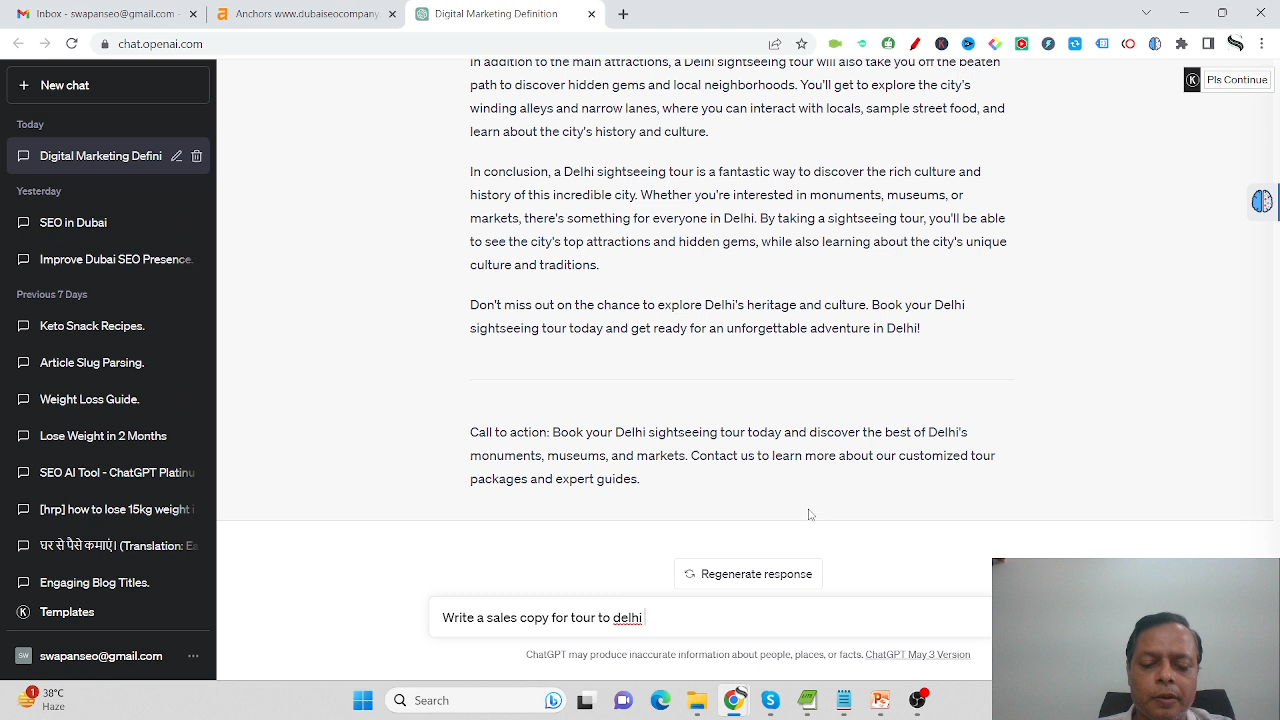 Inbox - swapanseo@gmail.com -
Anchors www.dubaiseocompany.
Digital Marketing Definition
chat.openai.com
New chat
Today
Digital Marketing Defini
Yesterday
SEO in Dubai
Improve Dubai SEO Presence.
Previous 7 Days
Keto Snack Recipes.
Article Slug Parsing.
Weight Loss Guide.
Lose Weight in 2 Months
SEO AI Tool - ChatGPT Platinu
[hrp] how to lose 15kg weight i
घर से पैसे कमाएं। (Translation: Ea
Engaging Blog Titles.
Templates
SW swapanseo@gmail.com
K Pls Continue
In addition to the main attractions, a Delhi sightseeing tour will also take you off the beaten
path to discover hidden gems and local neighborhoods. You'll get to explore the city's
winding alleys and narrow lanes, where you can interact with locals, sample street food, and
learn about the city's history and culture.
In conclusion, a Delhi sightseeing tour is a fantastic way to discover the rich culture and
history of this incredible city. Whether you're interested in monuments, museums, or
markets, there's something for everyone in Delhi. By taking a sightseeing tour, you'll be able
to see the city's top attractions and hidden gems, while also learning about the city's unique
culture and traditions.
Don't miss out on the chance to explore Delhi's heritage and culture. Book your Delhi
sightseeing tour today and get ready for an unforgettable adventure in Delhi!
Call to action: Book your Delhi sightseeing tour today and discover the best of Delhi's
monuments, museums, and markets. Contact us to learn more about our customized tour
packages and expert guides.
Regenerate response
Write a sales copy for tour to delhi
ChatGPT may produce inaccurate information about people, places, or facts. ChatGPT May 3 Version
1
38°C
Haze
Search